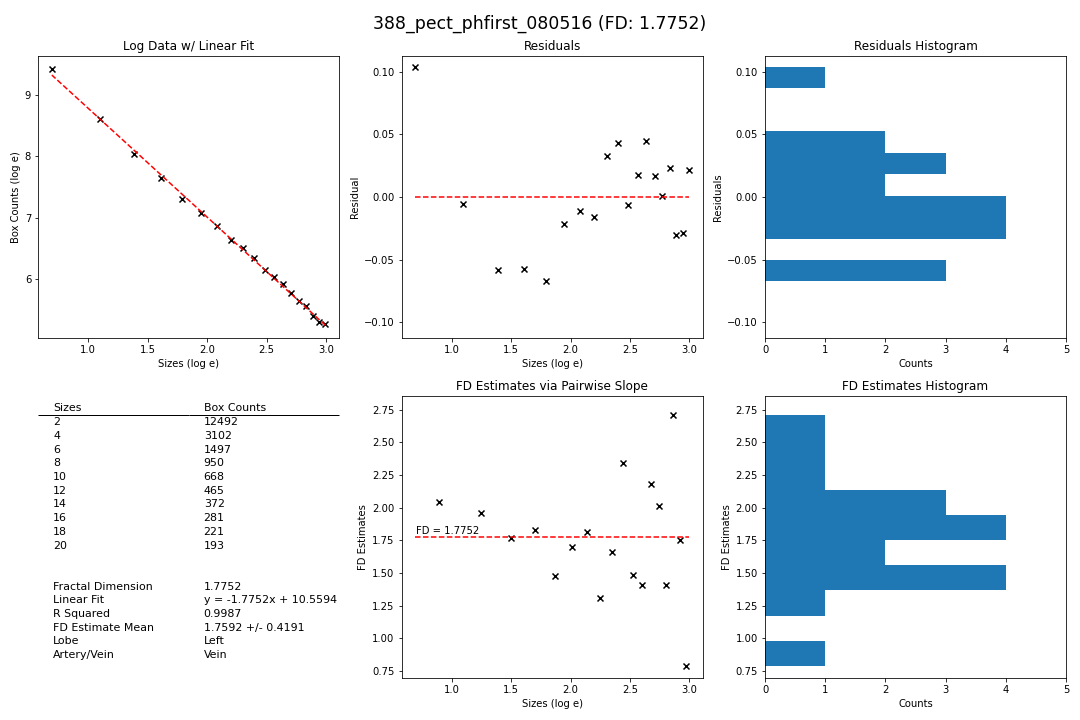 388_pect_phfirst_080516 (FD: 1.7752)
Log Data w/ Linear Fit
Box Counts (log e)
9
8
7
6
1.0 1.5 2.0 2.5 3.0
Sizes (log e)
Residuals
Residual
0.10
0.05
0.00
−0.05
−0.10
1.0 1.5 2.0 2.5 3.0
Sizes (log e)
Residuals Histogram
Residuals
0.10
0.05
0.00
−0.05
−0.10
0 1 2 3 4 5
Counts
Sizes Box Counts
2 12492
4 3102
6 1497
8 950
10 668
12 465
14 372
16 281
18 221
20 193
Fractal Dimension 1.7752
Linear Fit y = -1.7752x + 10.5594
R Squared 0.9987
FD Estimate Mean 1.7592 +/- 0.4191
Lobe Left
Artery/Vein Vein
FD Estimates via Pairwise Slope
FD Estimates
2.75
2.50
2.25
2.00
1.75
1.50
1.25
1.00
0.75
FD = 1.7752
1.0 1.5 2.0 2.5 3.0
Sizes (log e)
FD Estimates Histogram
FD Estimates
2.75
2.50
2.25
2.00
1.75
1.50
1.25
1.00
0.75
0 1 2 3 4 5
Counts